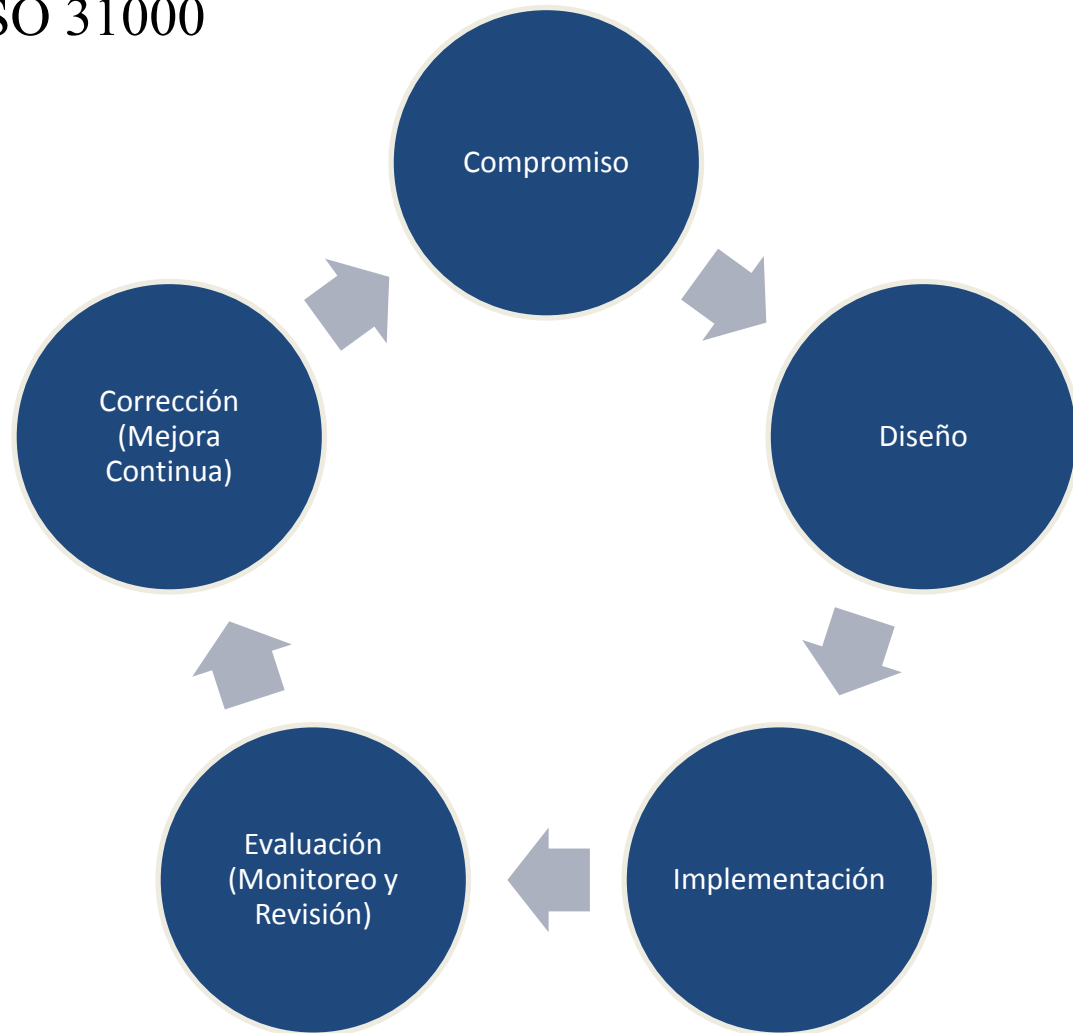 SO 31000
Compromiso
Diseño
Implementación
Evaluación
(Monitoreo y
Revisión)
Corrección
(Mejora
Continua)